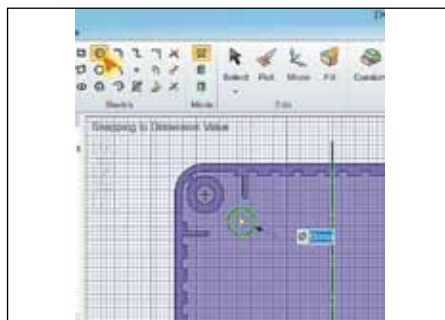 Select Pull Move Fill
Sketch Mode Edit
Snapping to Dimension Value